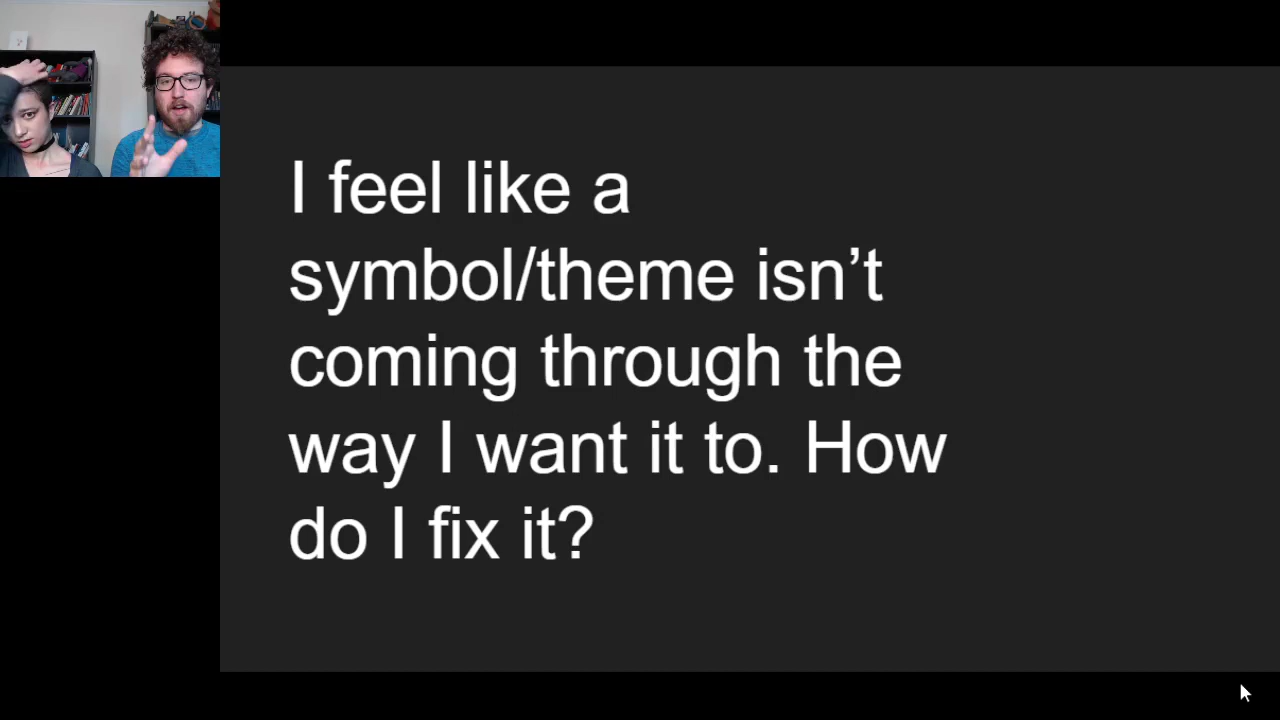 I feel like a
symbol/theme isn’t
coming through the
way I want it to. How
do I fix it?